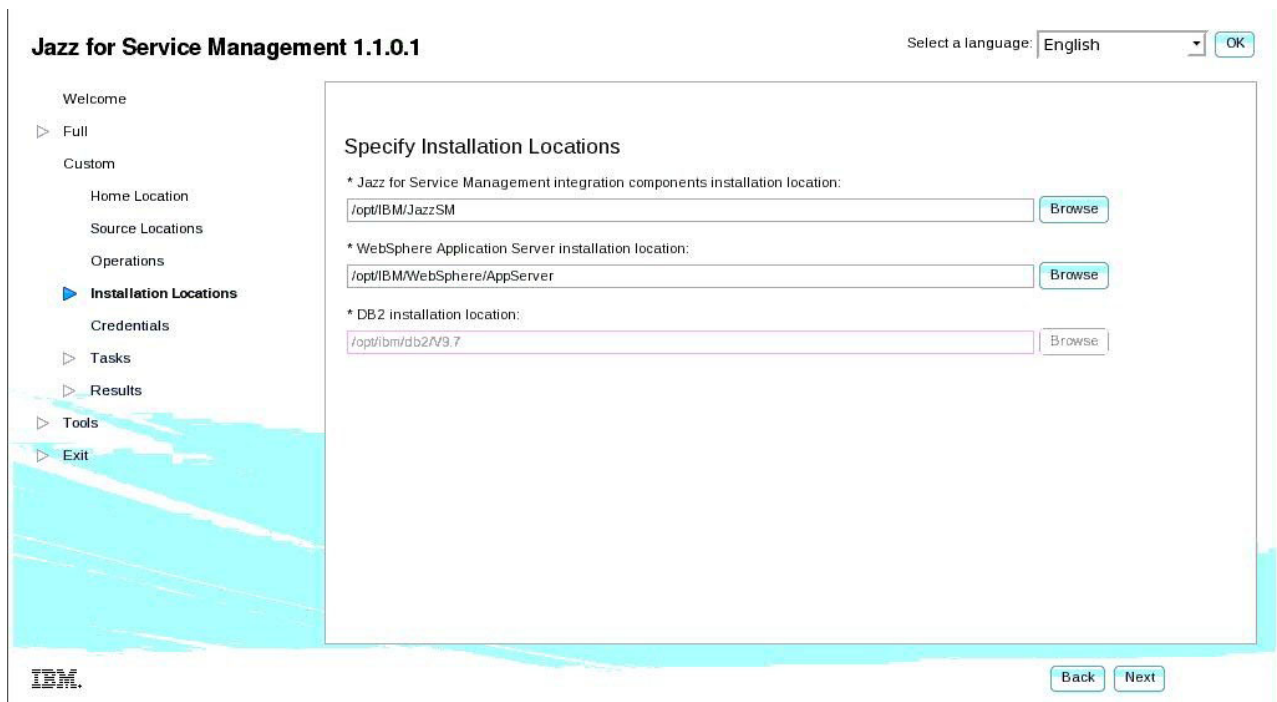 Jazz for Service Management 1.1.0.1
Select a language: English OK
Welcome
Full
Custom
Home Location
Source Locations
Operations
Installation Locations
Credentials
Tasks
Results
Tools
Exit
Specify Installation Locations
* Jazz for Service Management integration components installation location:
/opt/IBM/JazzSM Browse
* WebSphere Application Server installation location:
/opt/IBM/WebSphere/AppServer Browse
* DB2 installation location:
/opt/ibm/db2/V9.7 Browse
IBM.
Back Next